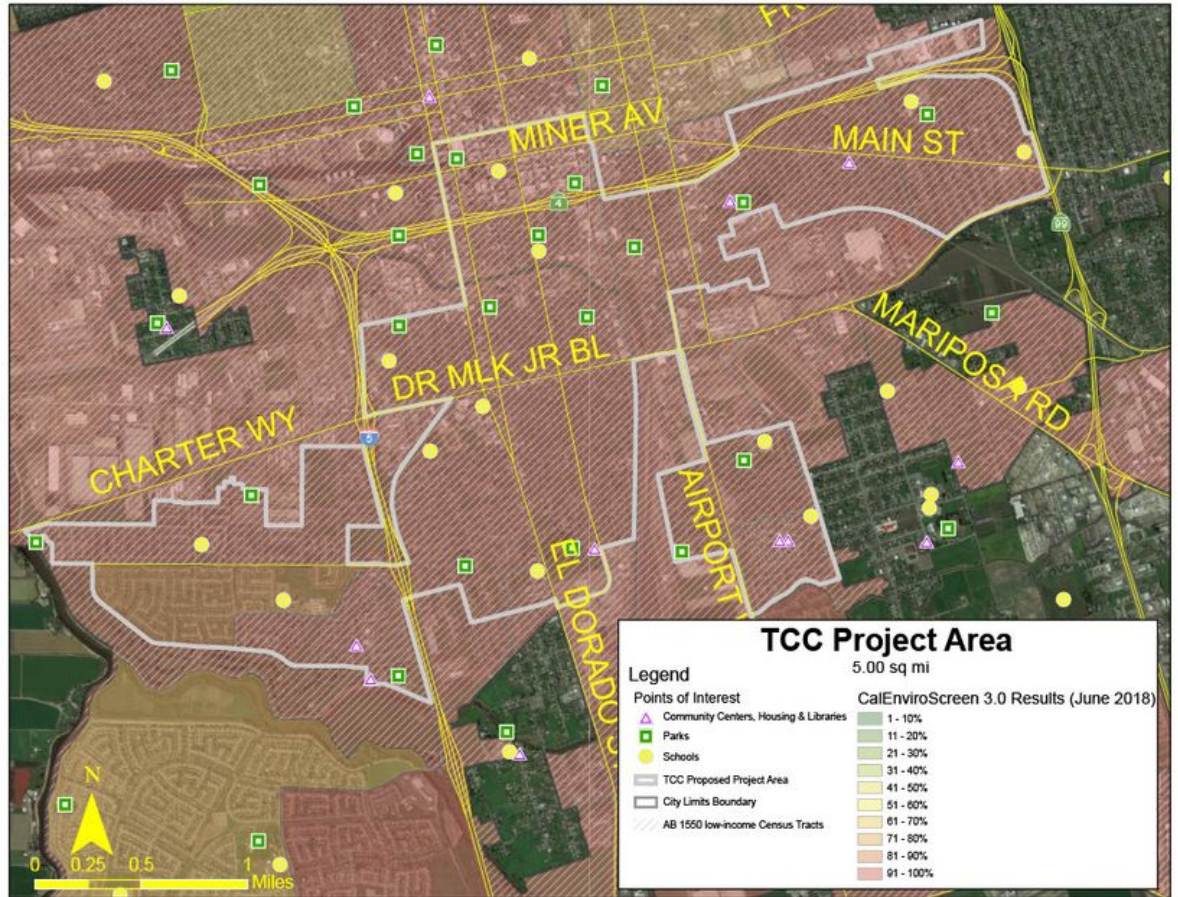 FR
MINER AV
MAIN ST
4
99
MARIPOSA RD
DR MLK JR BL
CHARTER WY
5
AIRPORT
EL DORADO S
TCC Project Area
5.00 sq mi
Legend
Points of Interest
Community Centers, Housing & Libraries
Parks
Schools
TCC Proposed Project Area
City Limits Boundary
AB 1550 low-income Census Tracts
CalEnviroScreen 3.0 Results (June 2018)
1 - 10%
11 - 20%
21 - 30%
31 - 40%
41 - 50%
51 - 60%
61 - 70%
71 - 80%
81 - 90%
91 - 100%
N
0 0.25 0.5 1
Miles